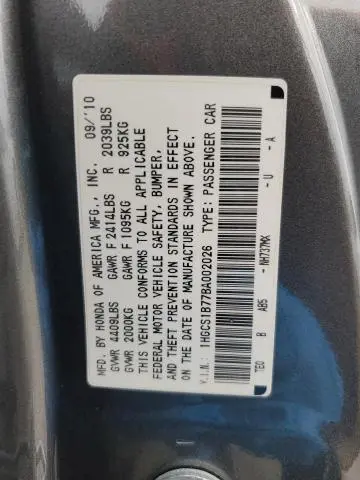 MFD. BY HONDA OF AMERICA MFG., INC. 09/'10
GVWR 4409LBS GAWR F 2414LBS R 2039LBS
GVWR 2000KG GAWR F 1095KG R 925KG
THIS VEHICLE CONFORMS TO ALL APPLICABLE
FEDERAL MOTOR VEHICLE SAFETY, BUMPER,
AND THEFT PREVENTION STANDARDS IN EFFECT
ON THE DATE OF MANUFACTURE SHOWN ABOVE.
V.I.N.: 1HGCS1B77BA002026 TYPE: PASSENGER CAR
TE0 B AB5 - NH737MX - U - A